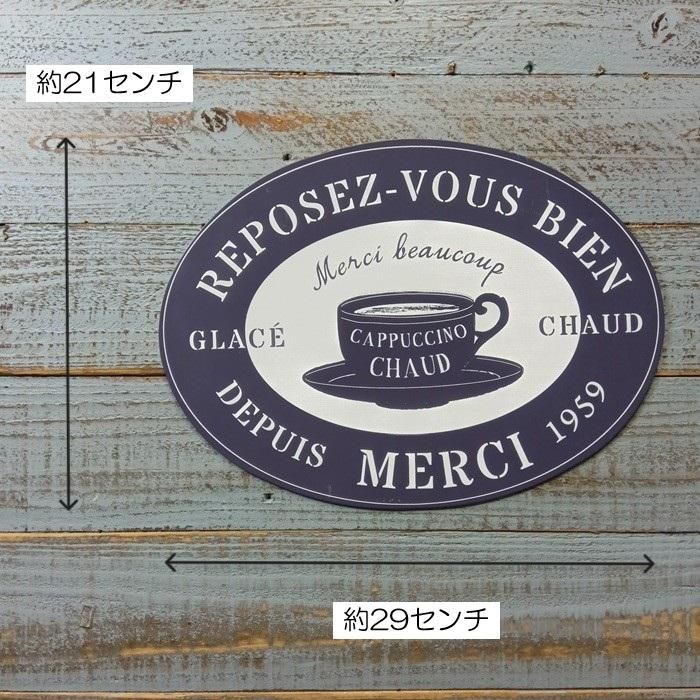 約21センチ
REPOSEZ-VOUS BIEN
Merci beaucoup
GLACÉ
CHAUD
CAPPUCCINO
CHAUD
DEPUIS MERCI 1959
約29センチ